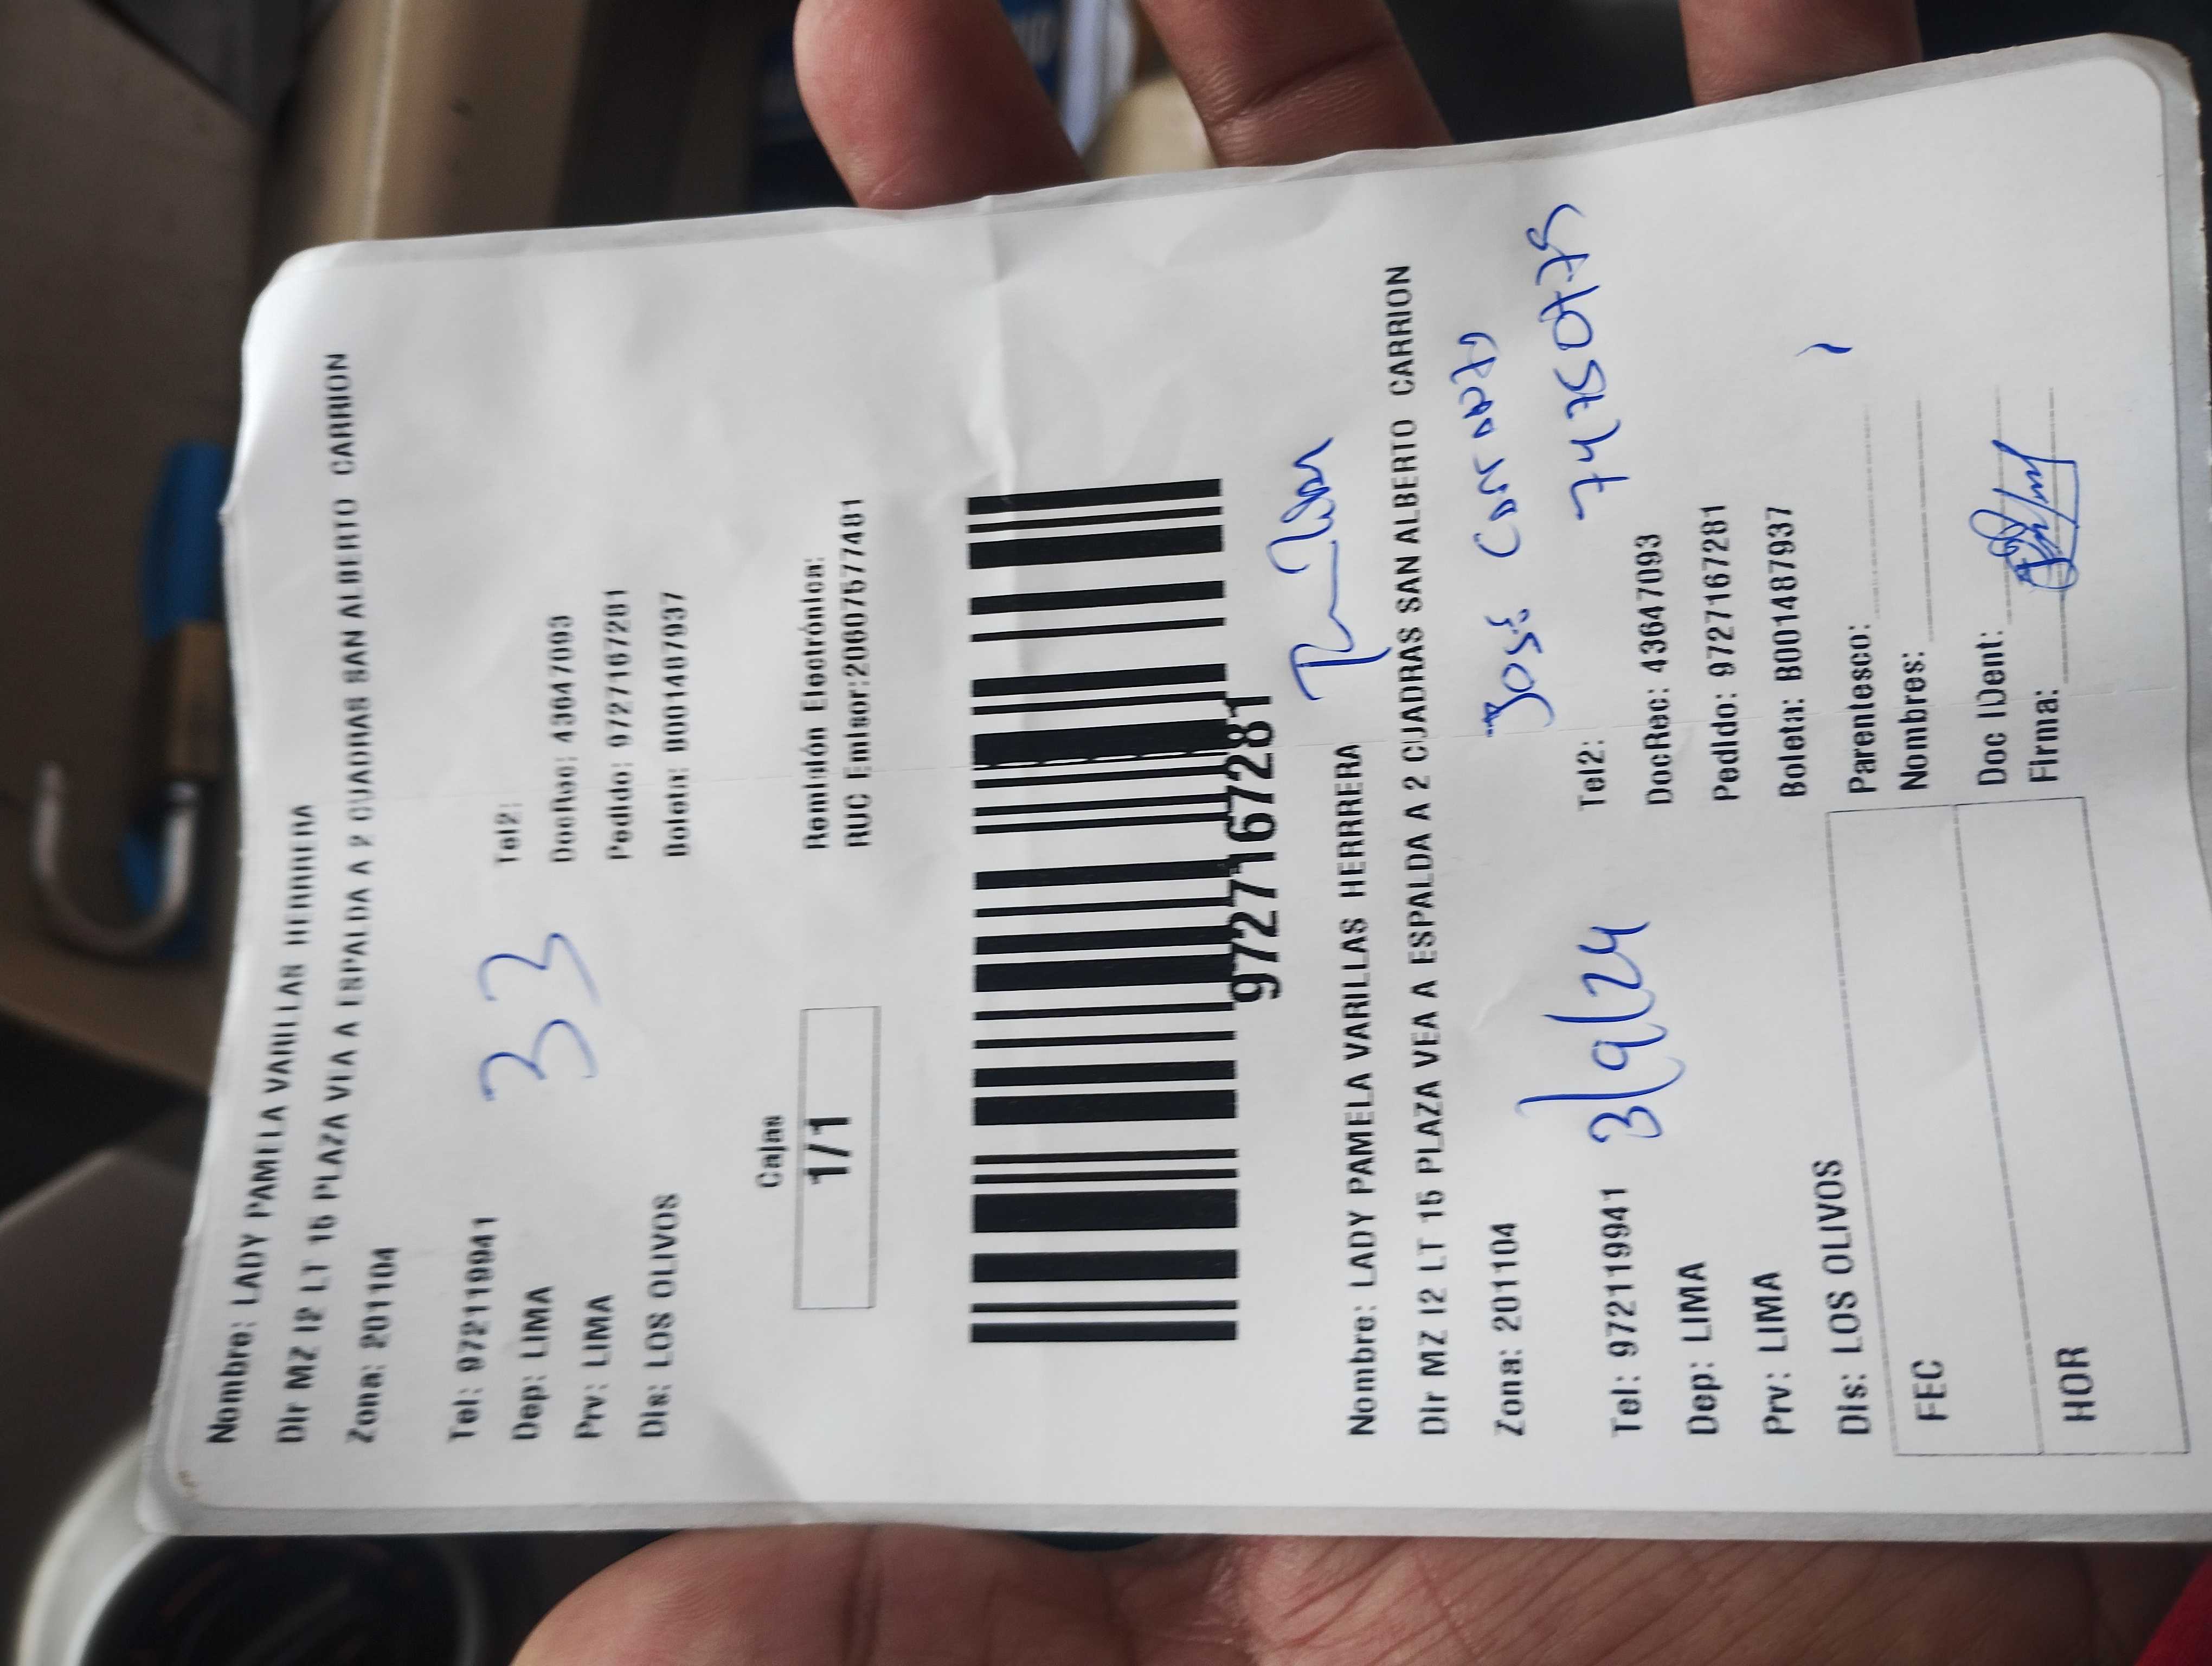 Nombre: LADY PAMELA VARILLAS HERRERA
Dir MZ I2 LT 15 PLAZA VEA A ESPALDA A 2 CUADRAS SAN ALBERTO CARRION
Zona: 201104
Tel: 972119941 Tel2:
Dep: LIMA DocRec: 43647093
Prv: LIMA Pedido: 9727167281
Dis: LOS OLIVOS Boleta: B001487937
33
Cajas
1/1
Remisión Electrónica:
RUC Emisor:20607577481
9727167281
Nombre: LADY PAMELA VARILLAS HERRERA
Dir MZ I2 LT 15 PLAZA VEA A ESPALDA A 2 CUADRAS SAN ALBERTO CARRION
Zona: 201104 José
Tel: 972119941 3/9/24 Tel2:
Dep: LIMA DocRec: 43647093
Prv: LIMA Pedido: 9727167281
Dis: LOS OLIVOS Boleta: B001487937
FEC
HOR
Parentesco:
Nombres:
Doc IDent:
Firma: